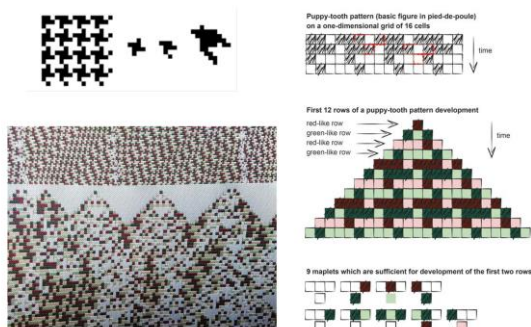 Puppy-tooth pattern (basic figure in pied-de-poule)
on a one-dimensional grid of 16 cells
time
First 12 rows of a puppy-tooth pattern development
red-like row
green-like row
red-like row
green-like row
time
9 maplets which are sufficient for development of the first two rows